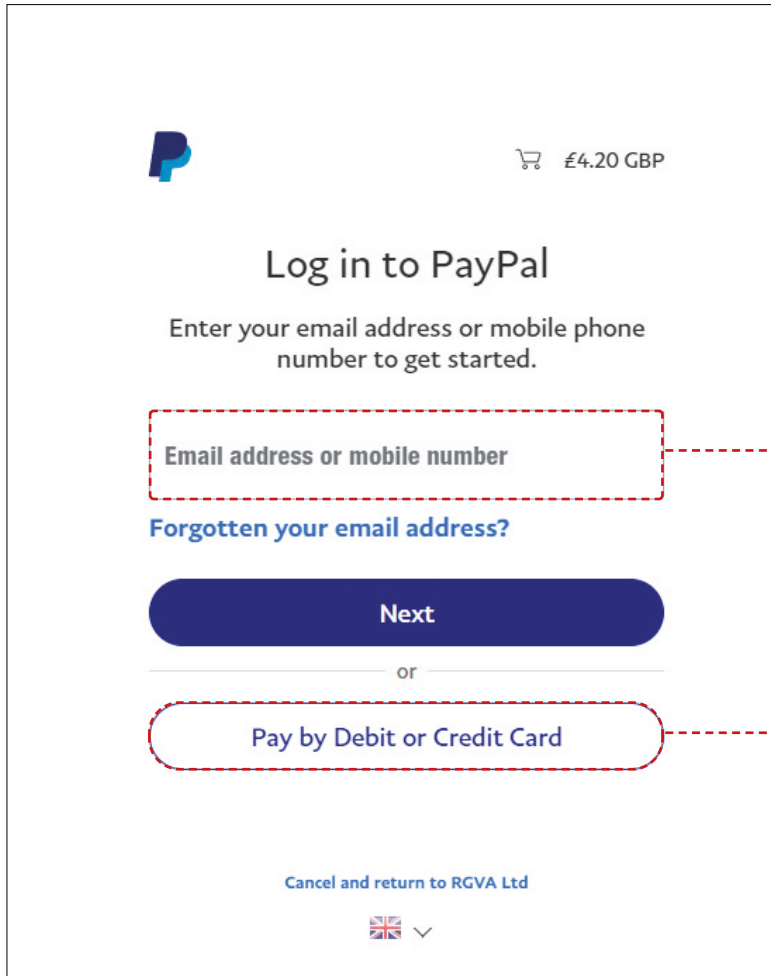 £4.20 GBP
Log in to PayPal
Enter your email address or mobile phone
number to get started.
Email address or mobile number
Forgotten your email address?
Next
or
Pay by Debit or Credit Card
Cancel and return to RGVA Ltd